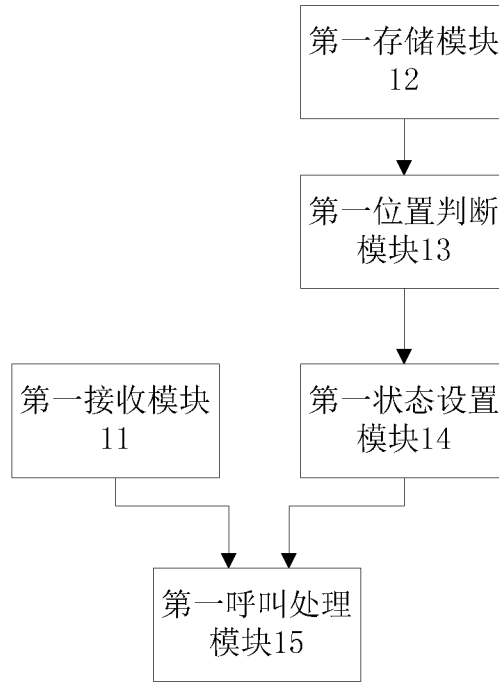 第一存储模块
12
第一位置判断
模块13
第一接收模块
11
第一状态设置
模块14
第一呼叫处理
模块15